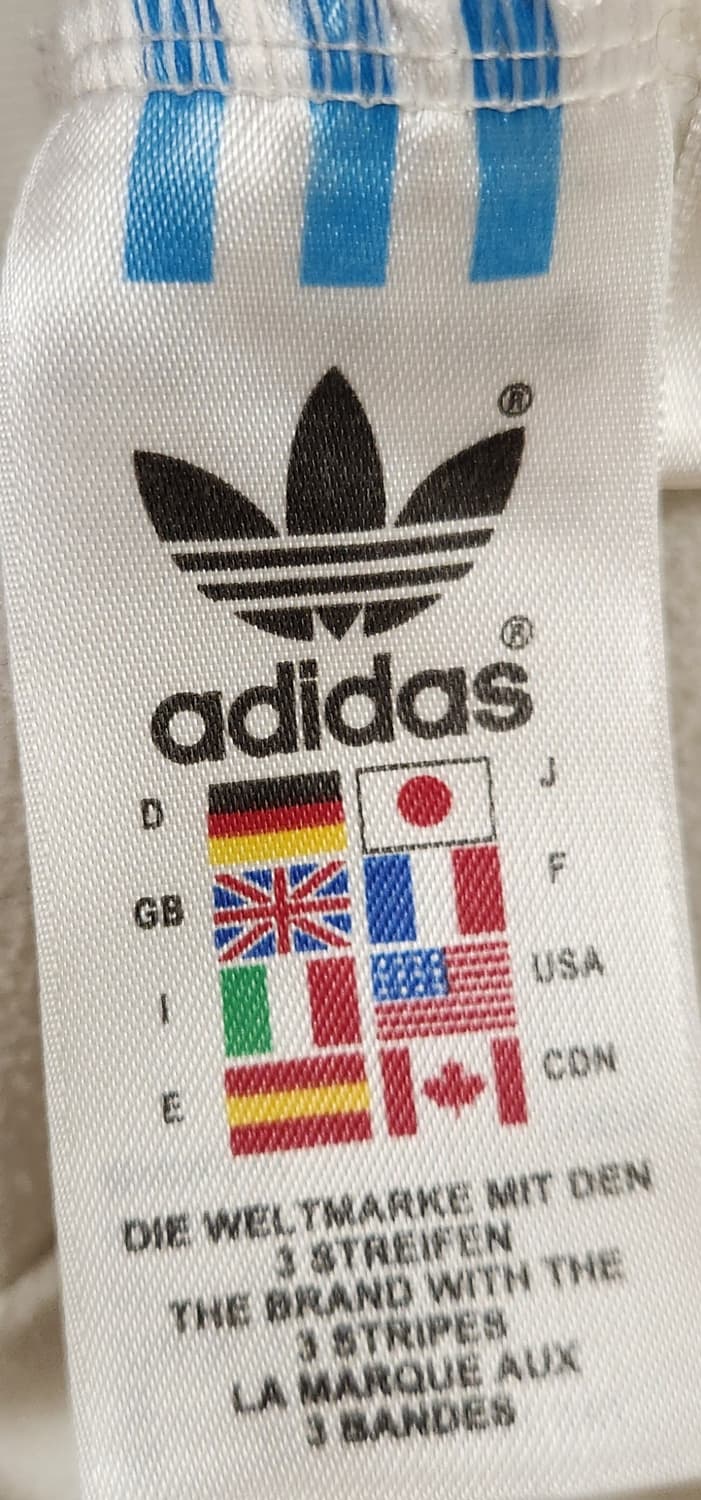 ®
®
adidas
D J
GB F
I USA
E CDN
DIE WELTMARKE MIT DEN
3 STREIFEN
THE BRAND WITH THE
3 STRIPES
LA MARQUE AUX
3 BANDES